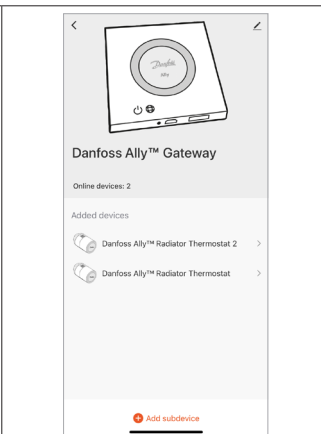 Danfoss
Ally
Danfoss Ally™ Gateway
Online devices: 2
Added devices
Danfoss Ally™ Radiator Thermostat 2
Danfoss Ally™ Radiator Thermostat
Add subdevice